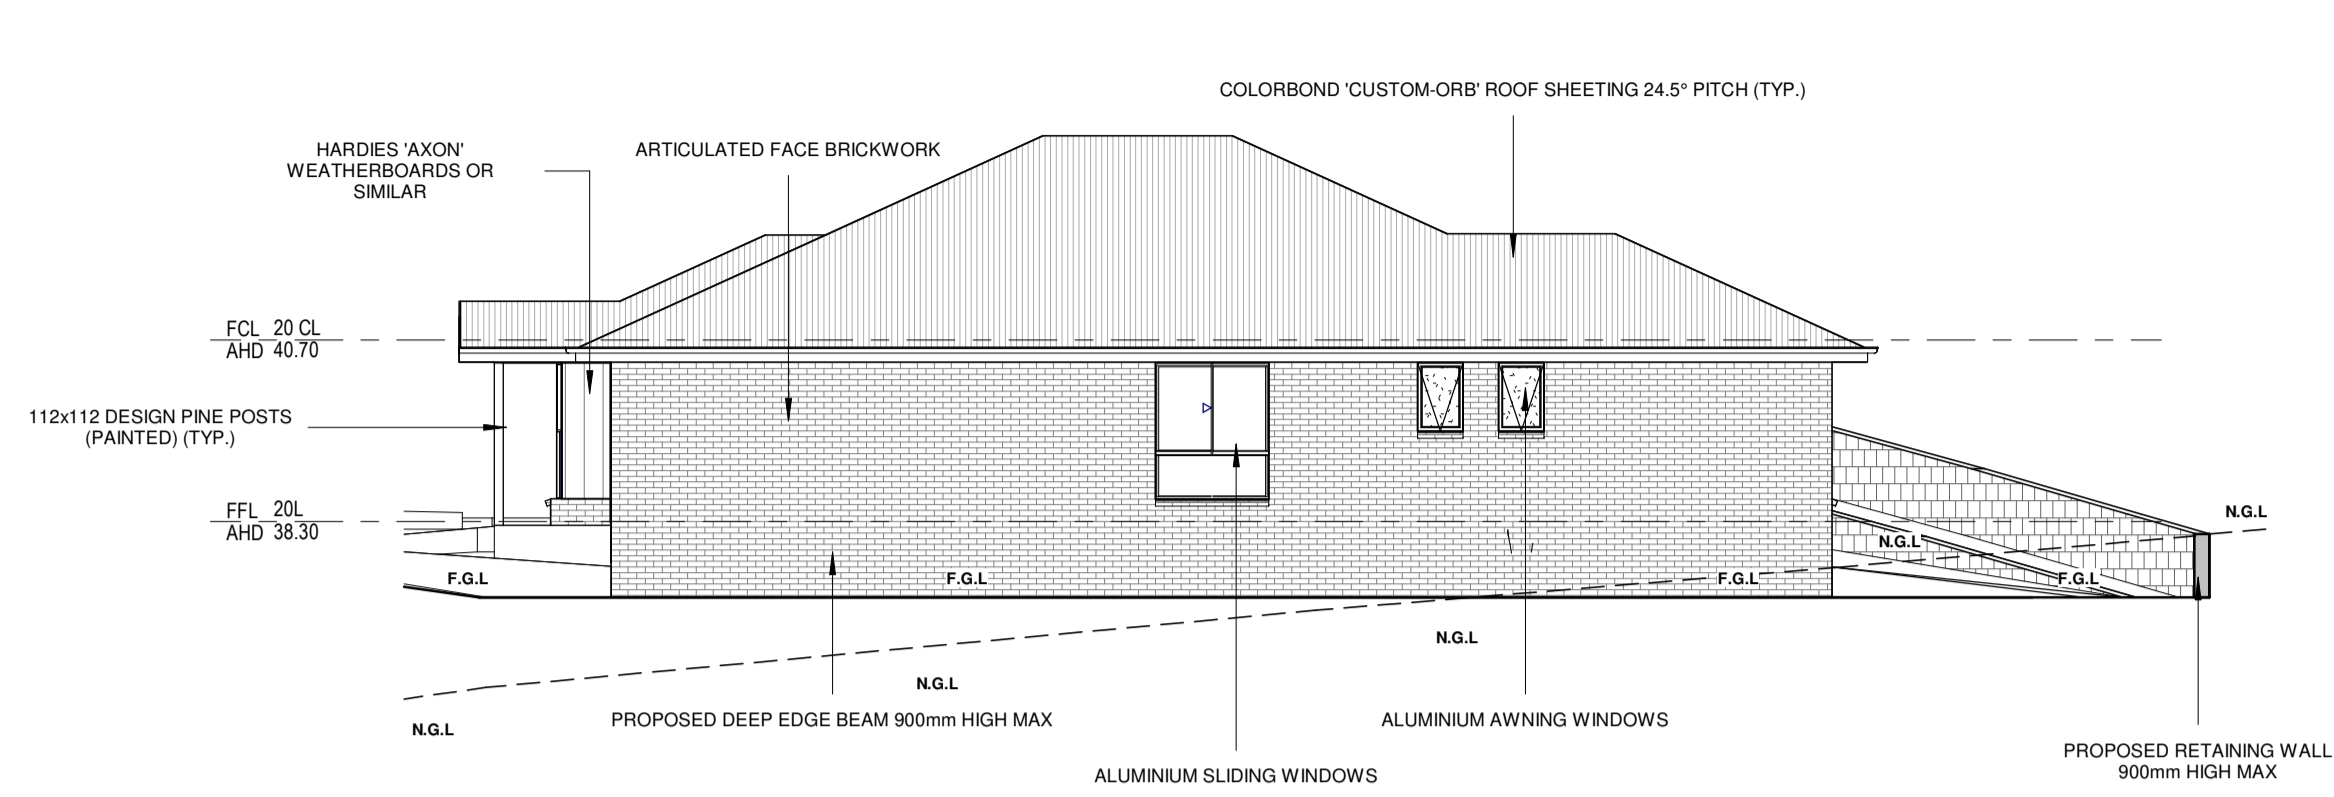 COLORBOND 'CUSTOM-ORB' ROOF SHEETING 24.5° PITCH (TYP.)
HARDIES 'AXON'
WEATHERBOARDS OR
SIMILAR
ARTICULATED FACE BRICKWORK
FCL 20 CL
AHD 40.70
112x112 DESIGN PINE POSTS
(PAINTED) (TYP.)
FFL 20L
AHD 38.30
N.G.L
N.G.L
F.G.L
F.G.L
F.G.L
F.G.L
N.G.L
N.G.L
N.G.L
PROPOSED DEEP EDGE BEAM 900mm HIGH MAX
ALUMINIUM AWNING WINDOWS
ALUMINIUM SLIDING WINDOWS
PROPOSED RETAINING WALL
900mm HIGH MAX